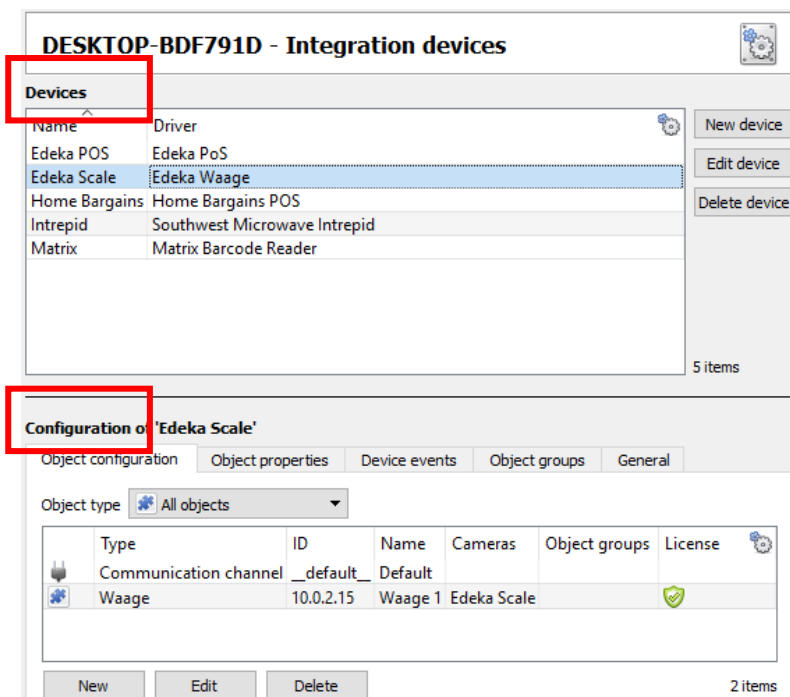 DESKTOP-BDF791D - Integration devices
Devices
Name Driver
New device
Edeka POS Edeka PoS
Edeka Scale Edeka Waage
Edit device
Home Bargains Home Bargains POS
Delete device
Intrepid Southwest Microwave Intrepid
Matrix Matrix Barcode Reader
5 items
Configuration of 'Edeka Scale'
Object configuration Object properties Device events Object groups General
Object type All objects
Type ID Name Cameras Object groups License
Communication channel __default__ Default
Waage 10.0.2.15 Waage 1 Edeka Scale
New Edit Delete 2 items